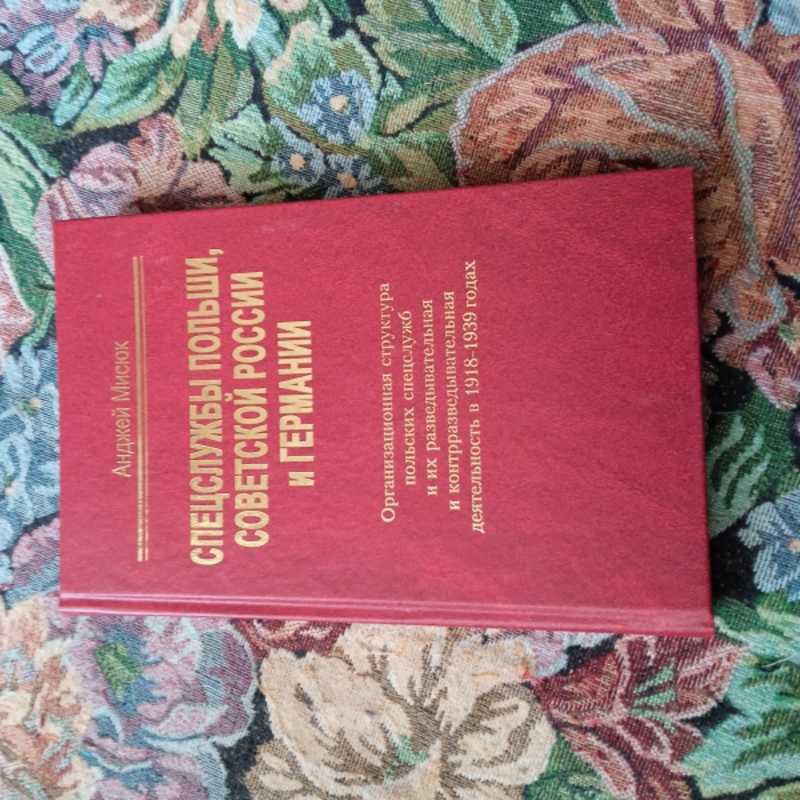 Анджей Мисюк
СПЕЦСЛУЖБЫ ПОЛЬШИ,
СОВЕТСКОЙ РОССИИ
и ГЕРМАНИИ
Организационная структура
польских спецслужб
и их разведывательная
и контрразведывательная
деятельность в 1918–1939 годах